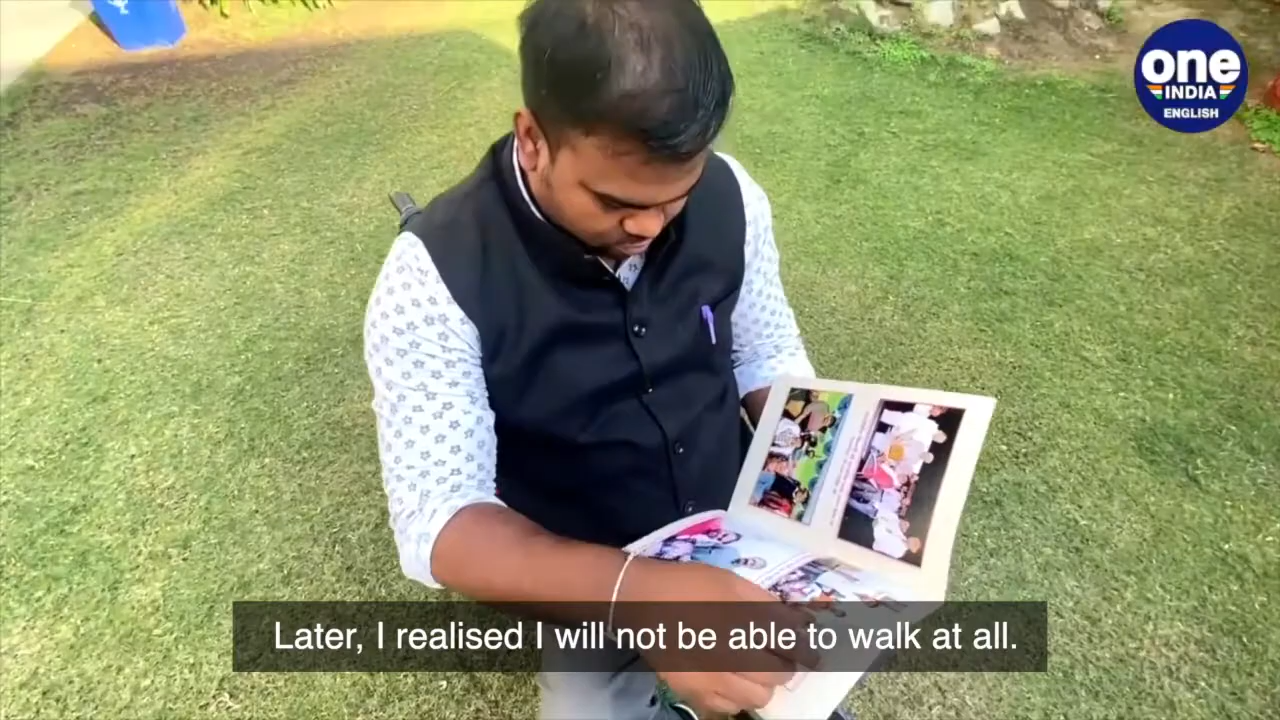 one
INDIA
ENGLISH
Later, I realised I will not be able to walk at all.